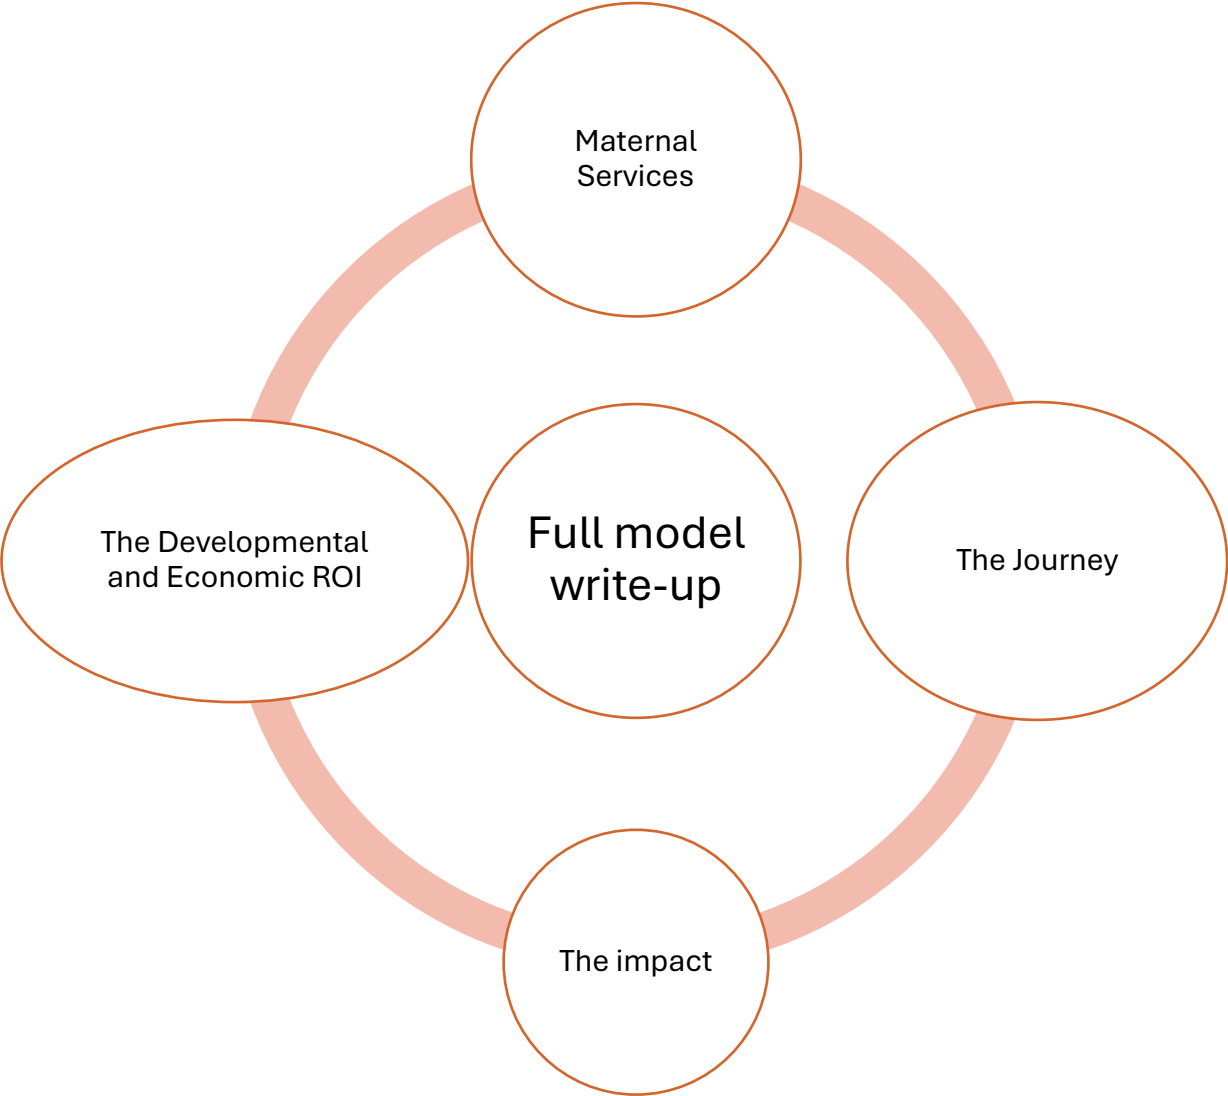 Maternal
Services
The Developmental
and Economic ROI
Full model
write-up
The Journey
The impact